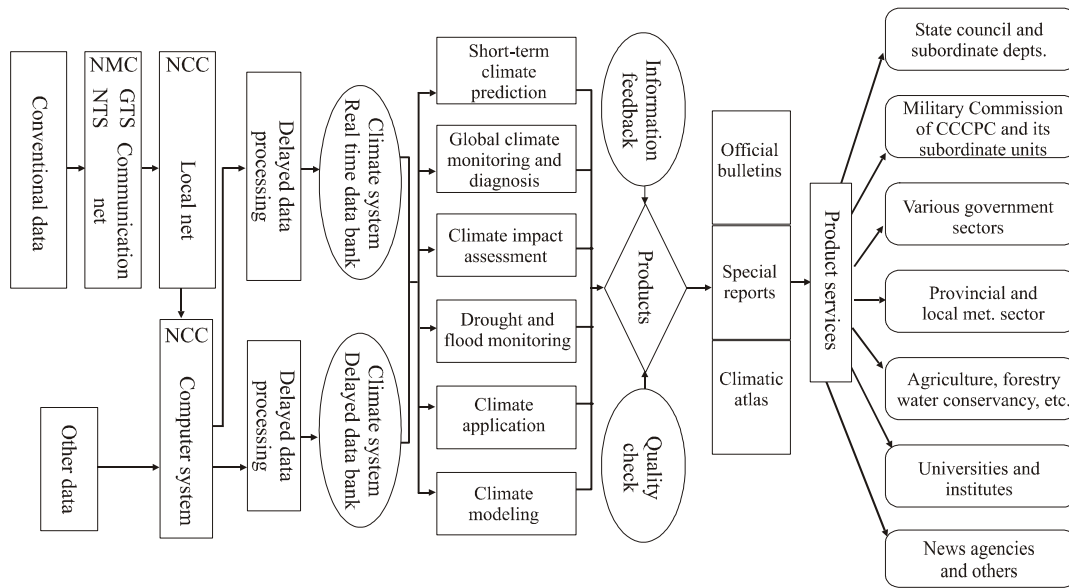 Conventional data
NMC
GTS Communication
NTS net
NCC
Local net
NCC
Computer system
Other data
Delayed data
processing
Delayed data
processing
Climate system
Real time data bank
Climate system
Delayed data bank
Short-term
climate
prediction
Global climate
monitoring and
diagnosis
Climate impact
assessment
Drought and
flood monitoring
Climate
application
Climate
modeling
Information
feedback
Products
Quality
check
Official
bulletins
Special
reports
Climatic
atlas
Product services
State council and
subordinate depts.
Military Commission
of CCCPC and its
subordinate units
Various government
sectors
Provincial and
local met. sector
Agriculture, forestry
water conservancy, etc.
Universities and
institutes
News agencies
and others